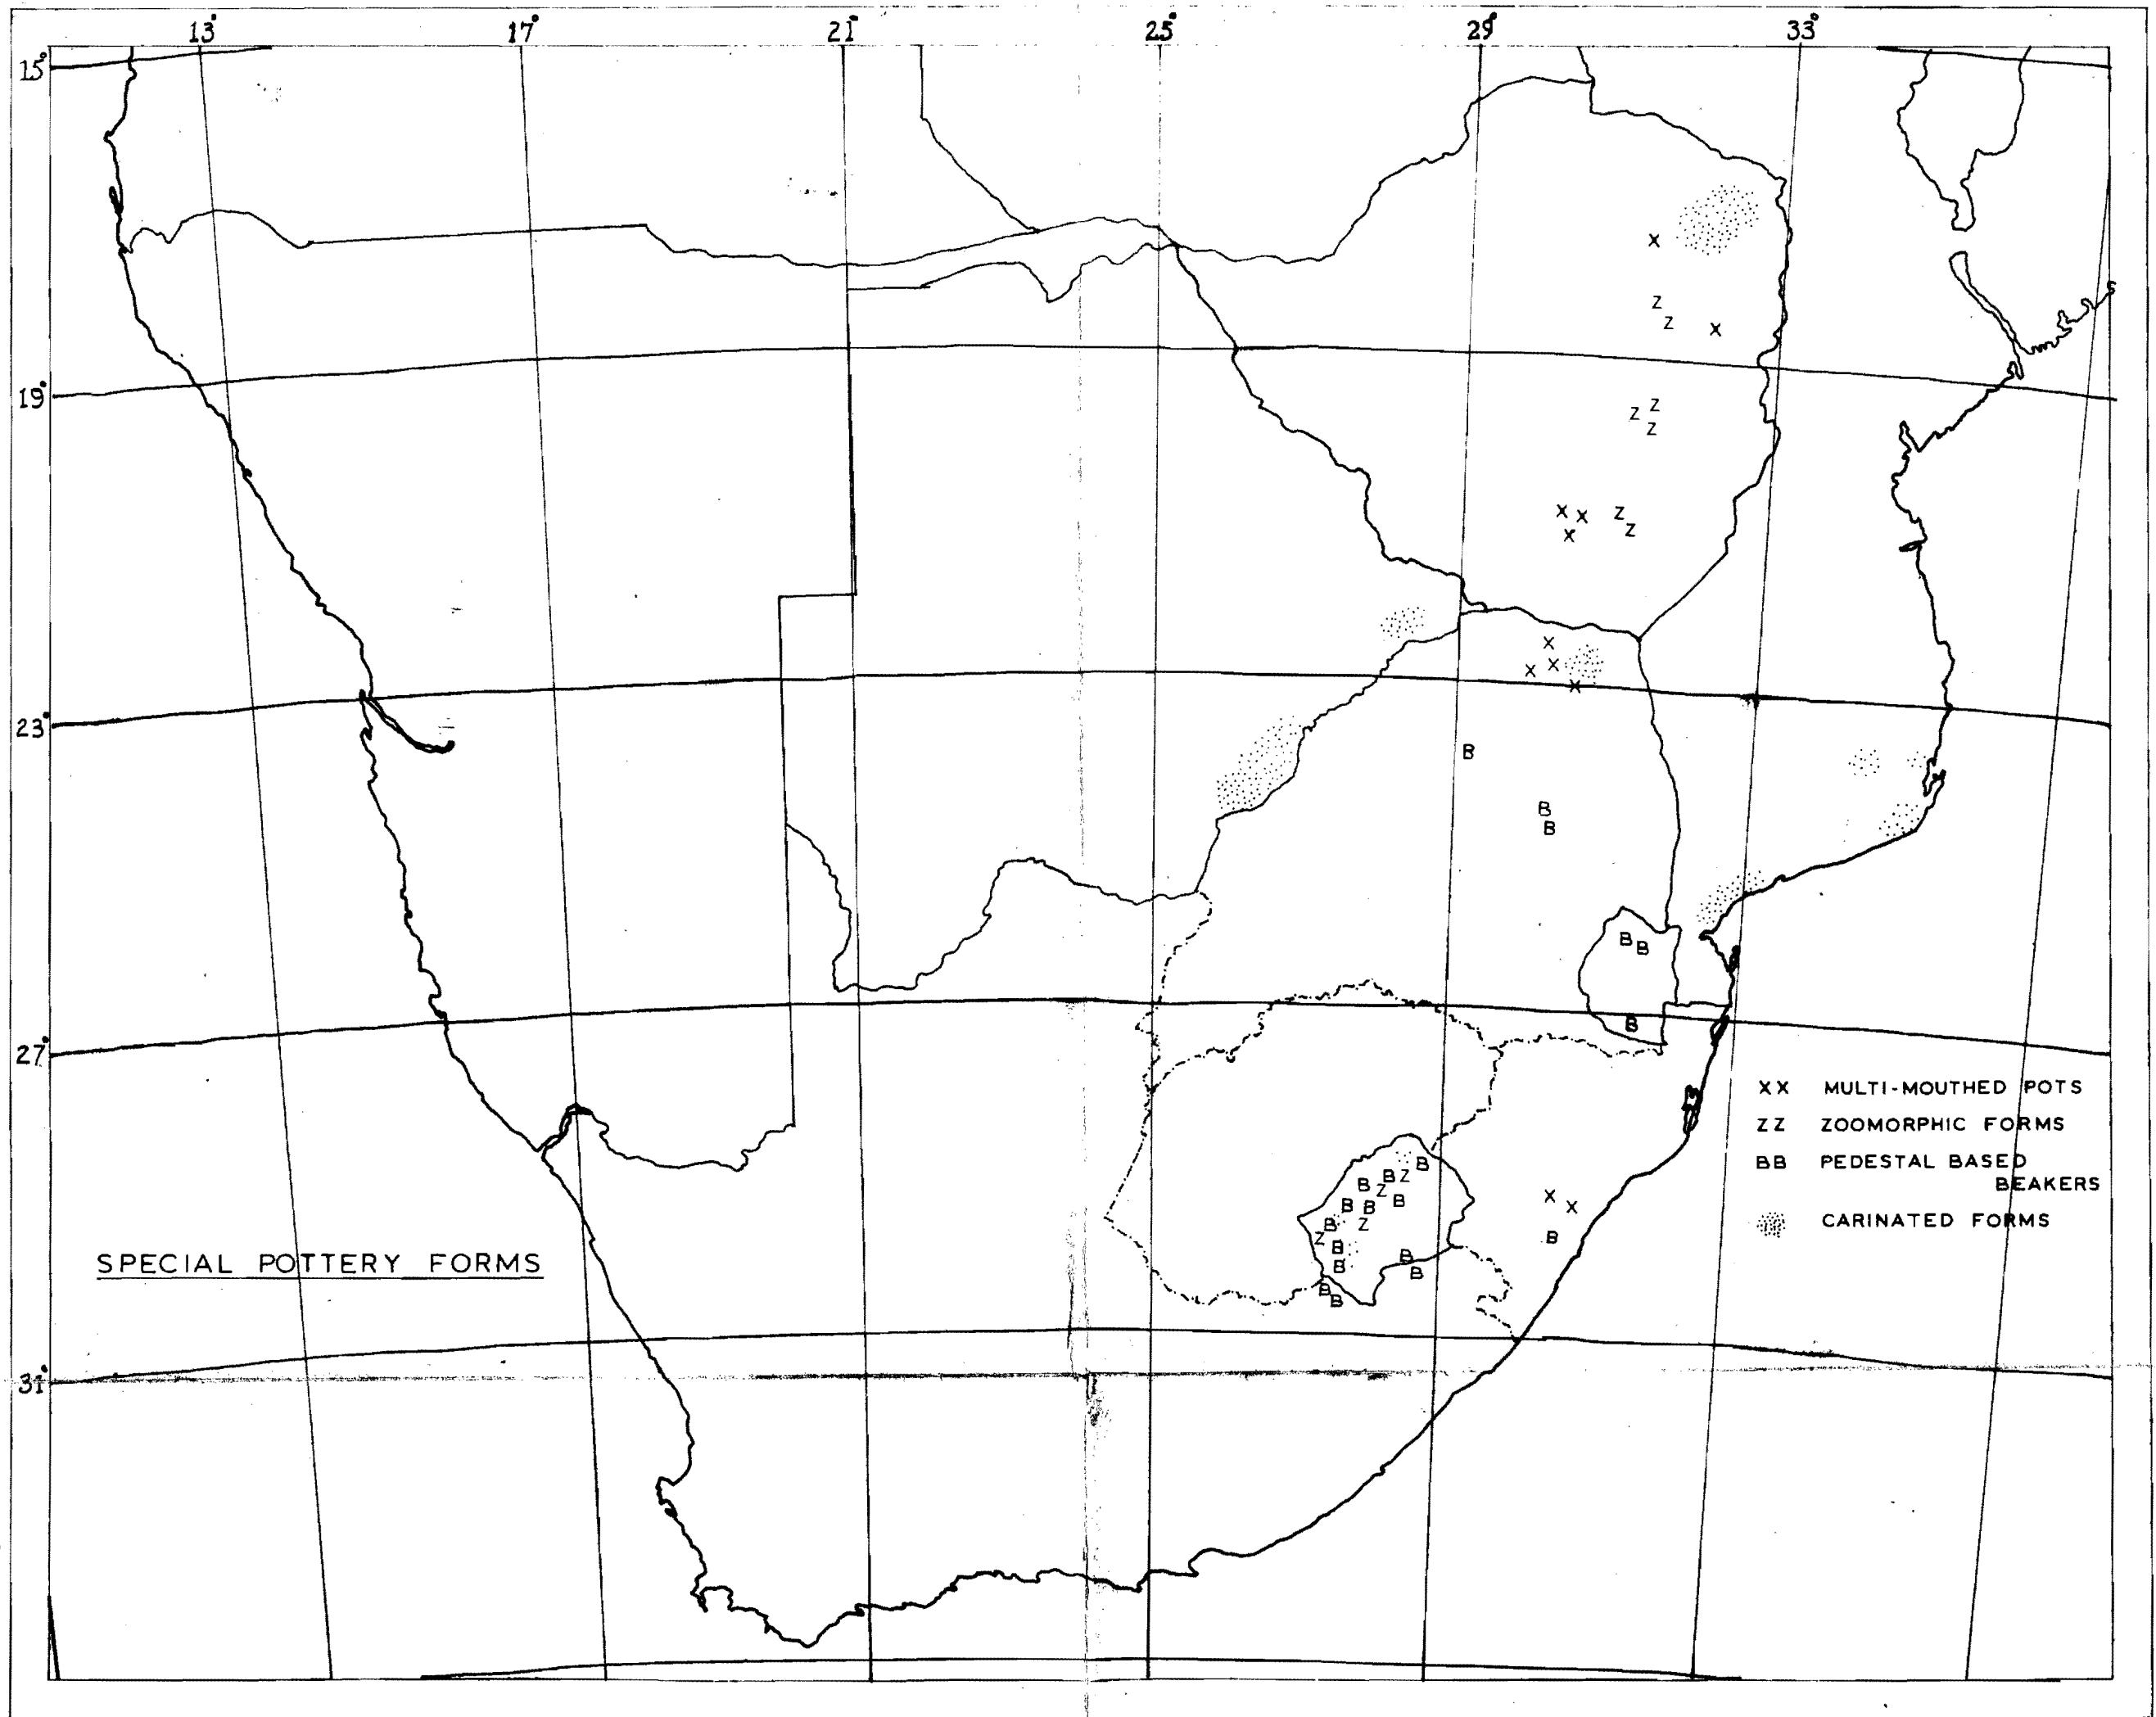 13° 17° 21° 25° 29° 33°
15°
X
Z
Z X
19°
Z Z
Z
X X Z
X Z
X
X X
X
23°
B
B
B
B B
B
27°
XX MULTI-MOUTHED POTS
ZZ ZOOMORPHIC FORMS
BB PEDESTAL BASED
BEAKERS
CARINATED FORMS
B
B Z
B Z
B B B
X X
B Z
Z B
B
B
B B
B
B
SPECIAL POTTERY FORMS
31°